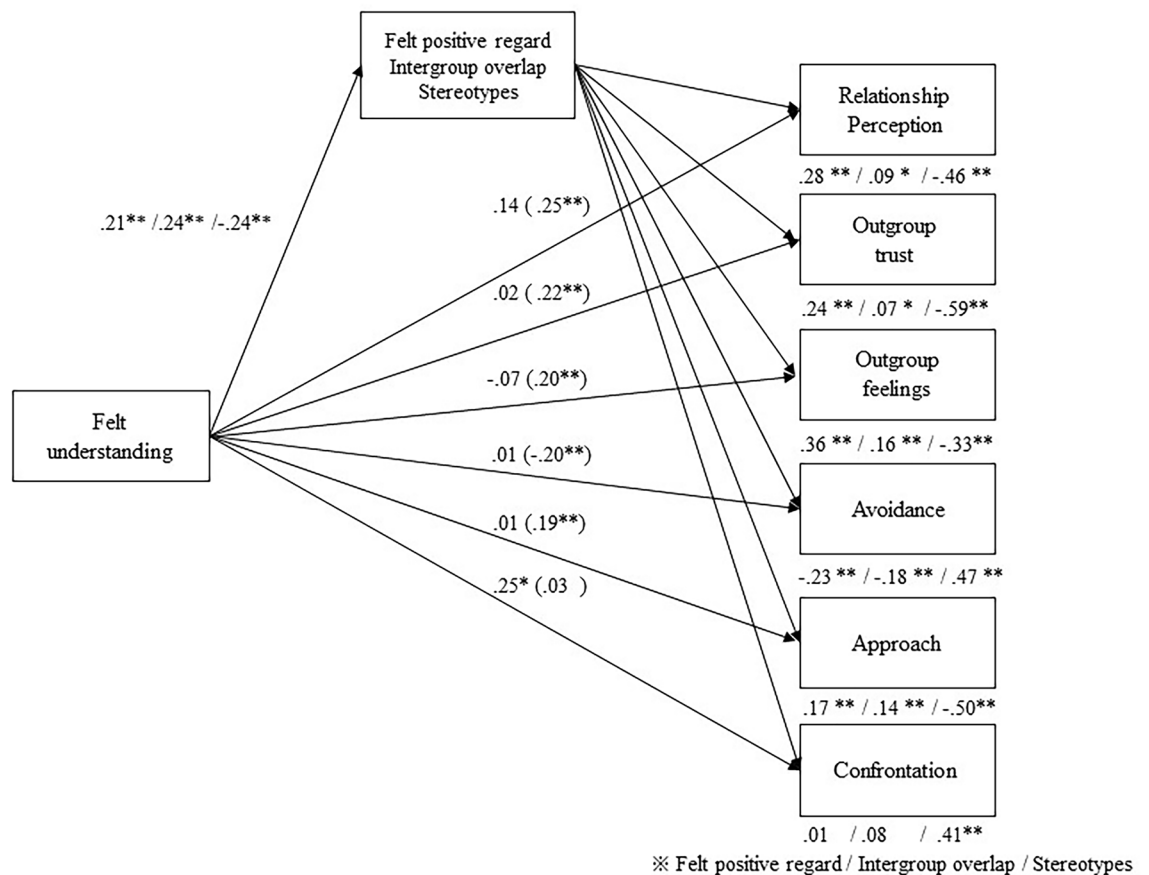 Felt positive regard
Intergroup overlap
Stereotypes
Relationship
Perception
.28 ** / .09 * / -.46 **
.21** /.24** /-.24**
.14 ( .25**)
Outgroup
trust
.24 ** / .07 * / -.59**
.02 ( .22**)
Outgroup
feelings
.36 ** / .16 ** / -.33**
-.07 (.20**)
Felt
understanding
.01 (-.20**)
Avoidance
-.23 ** / -.18 ** / .47 **
.01 (.19**)
Approach
.17 ** / .14 ** / -.50**
.25* (.03 )
Confrontation
.01 / .08 / .41**
※ Felt positive regard / Intergroup overlap / Stereotypes